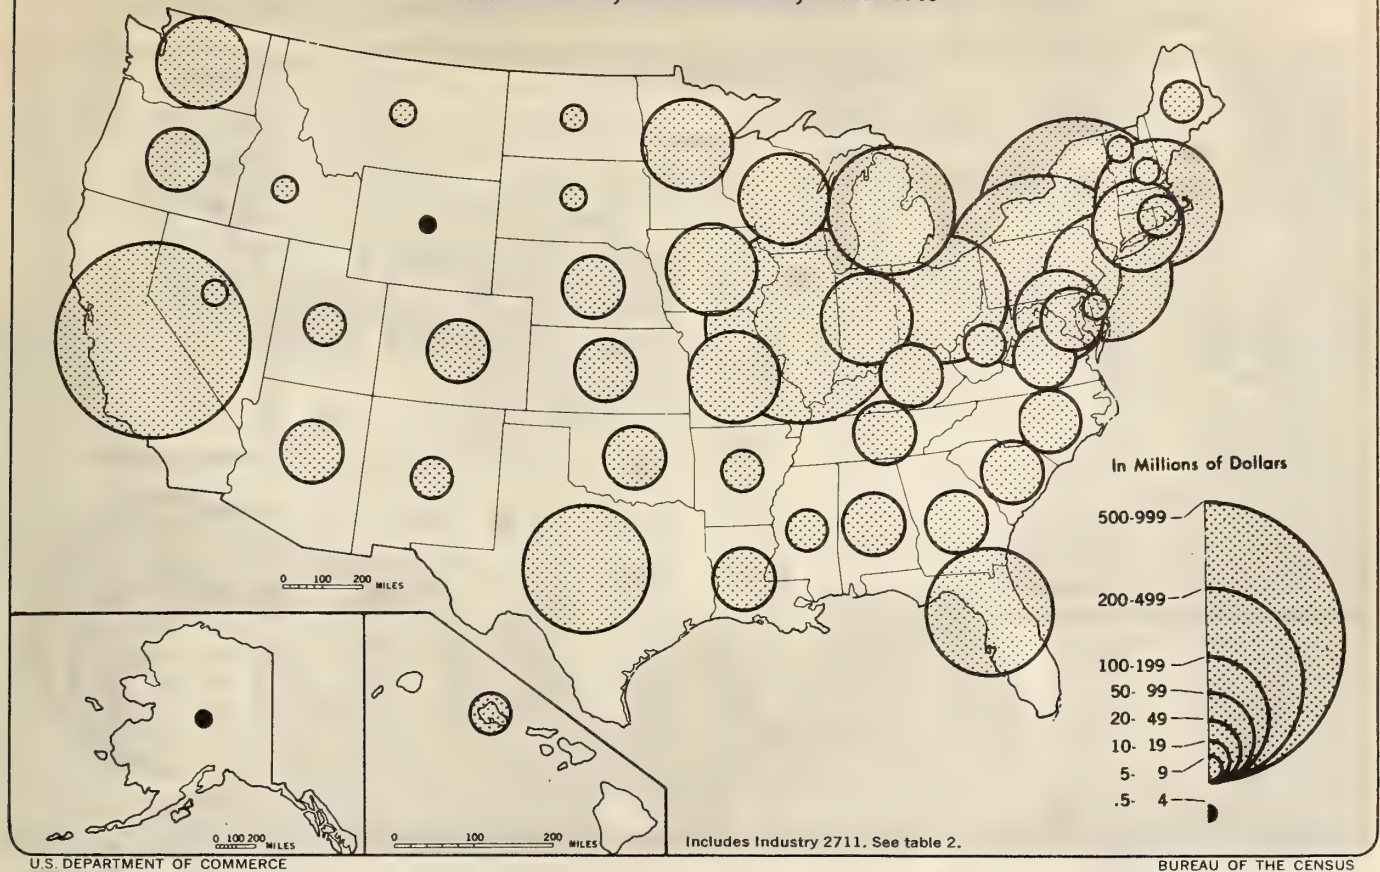 In Millions of Dollars
500-999
200-499
100-199
50- 99
20- 49
10- 19
5- 9
.5- 4
0 100 200 MILES
0 100 200 MILES
0 100 200 MILES
Includes Industry 2711. See table 2.
U.S. DEPARTMENT OF COMMERCE
BUREAU OF THE CENSUS